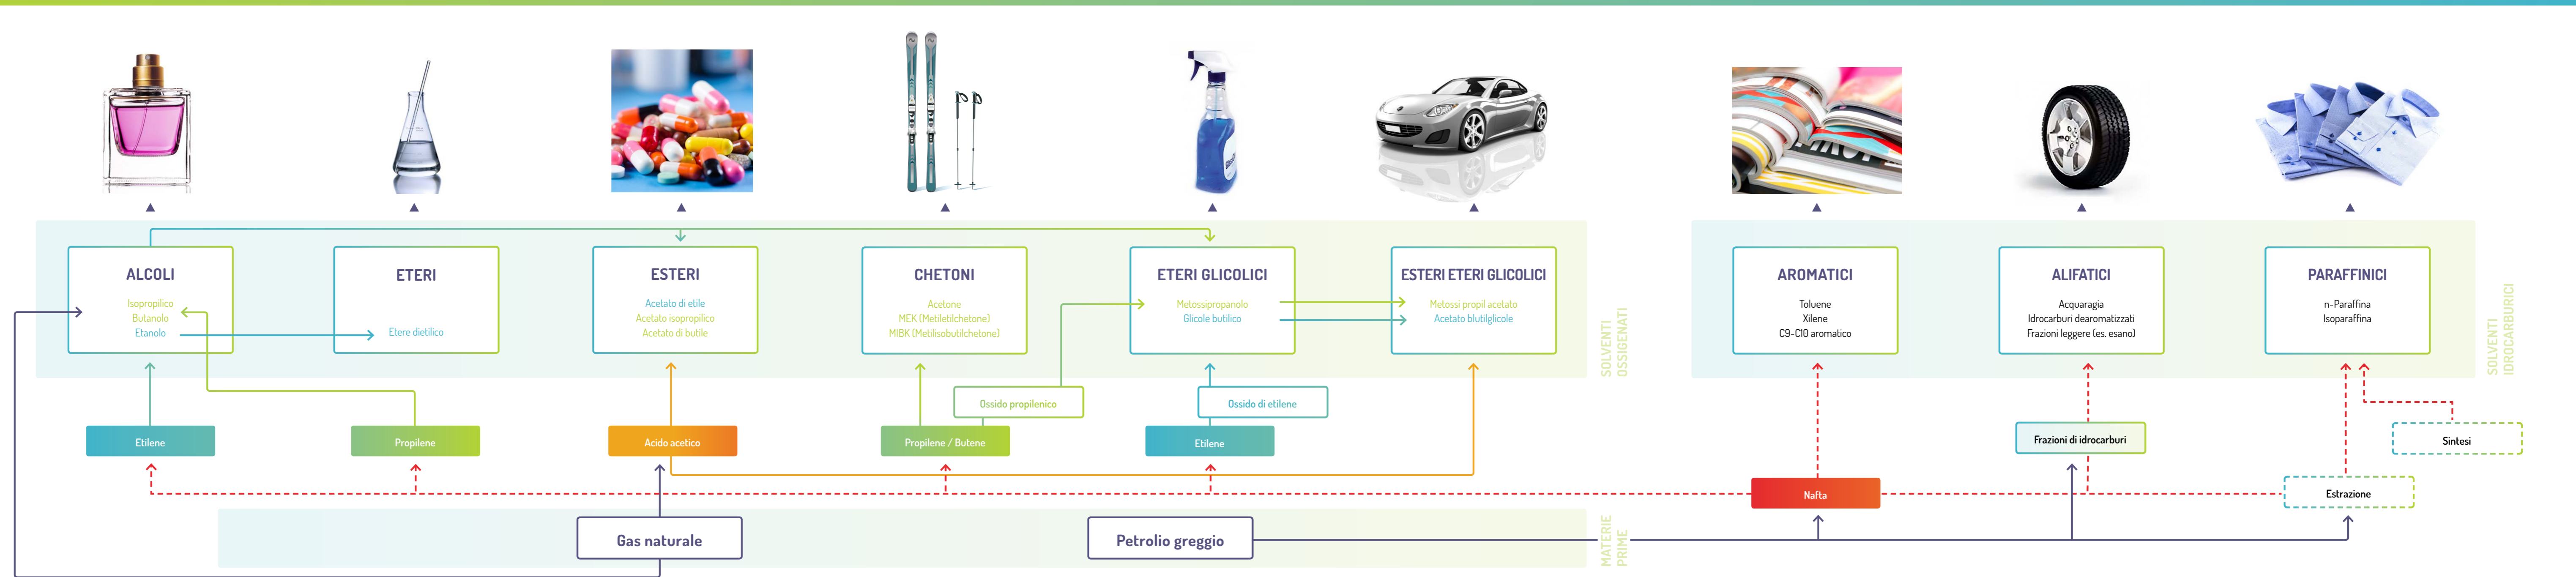 ALCOLI
Isopropilico
Butanolo
Etanolo
ETERI
Etere dietilico
ESTERI
Acetato di etile
Acetato isopropilico
Acetato di butile
CHETONI
Acetone
MEK (Metiletilchetone)
MIBK (Metilisobutilchetone)
ETERI GLICOLICI
Metossipropanolo
Glicole butilico
ESTERI ETERI GLICOLICI
Metossi propil acetato
Acetato blutilglicole
SOLVENTI
OSSIGENATI
AROMATICI
Toluene
Xilene
C9-C10 aromatico
ALIFATICI
Acquaragia
Idrocarburi dearomatizzati
Frazioni leggere (es. esano)
PARAFFINICI
n-Paraffina
Isoparaffina
SOLVENTI
IDROCARBURICI
Ossido propilenico
Ossido di etilene
Etilene
Propilene
Acido acetico
Propilene / Butene
Etilene
Frazioni di idrocarburi
Sintesi
Nafta
Estrazione
Gas naturale
Petrolio greggio
MATERIE
PRIME